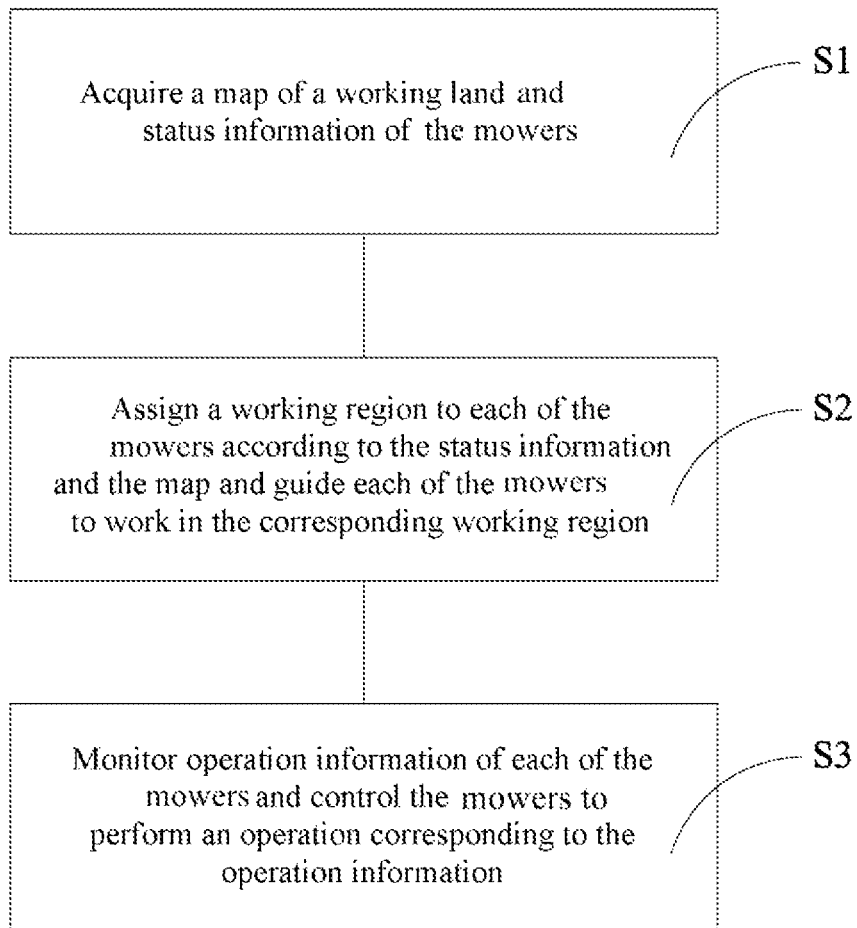 S1
Acquire a map of a working land and
status information of the mowers
S2
Assign a working region to each of the
mowers according to the status information
and the map and guide each of the mowers
to work in the corresponding working region
S3
Monitor operation information of each of the
mowers and control the mowers to
perform an operation corresponding to the
operation information